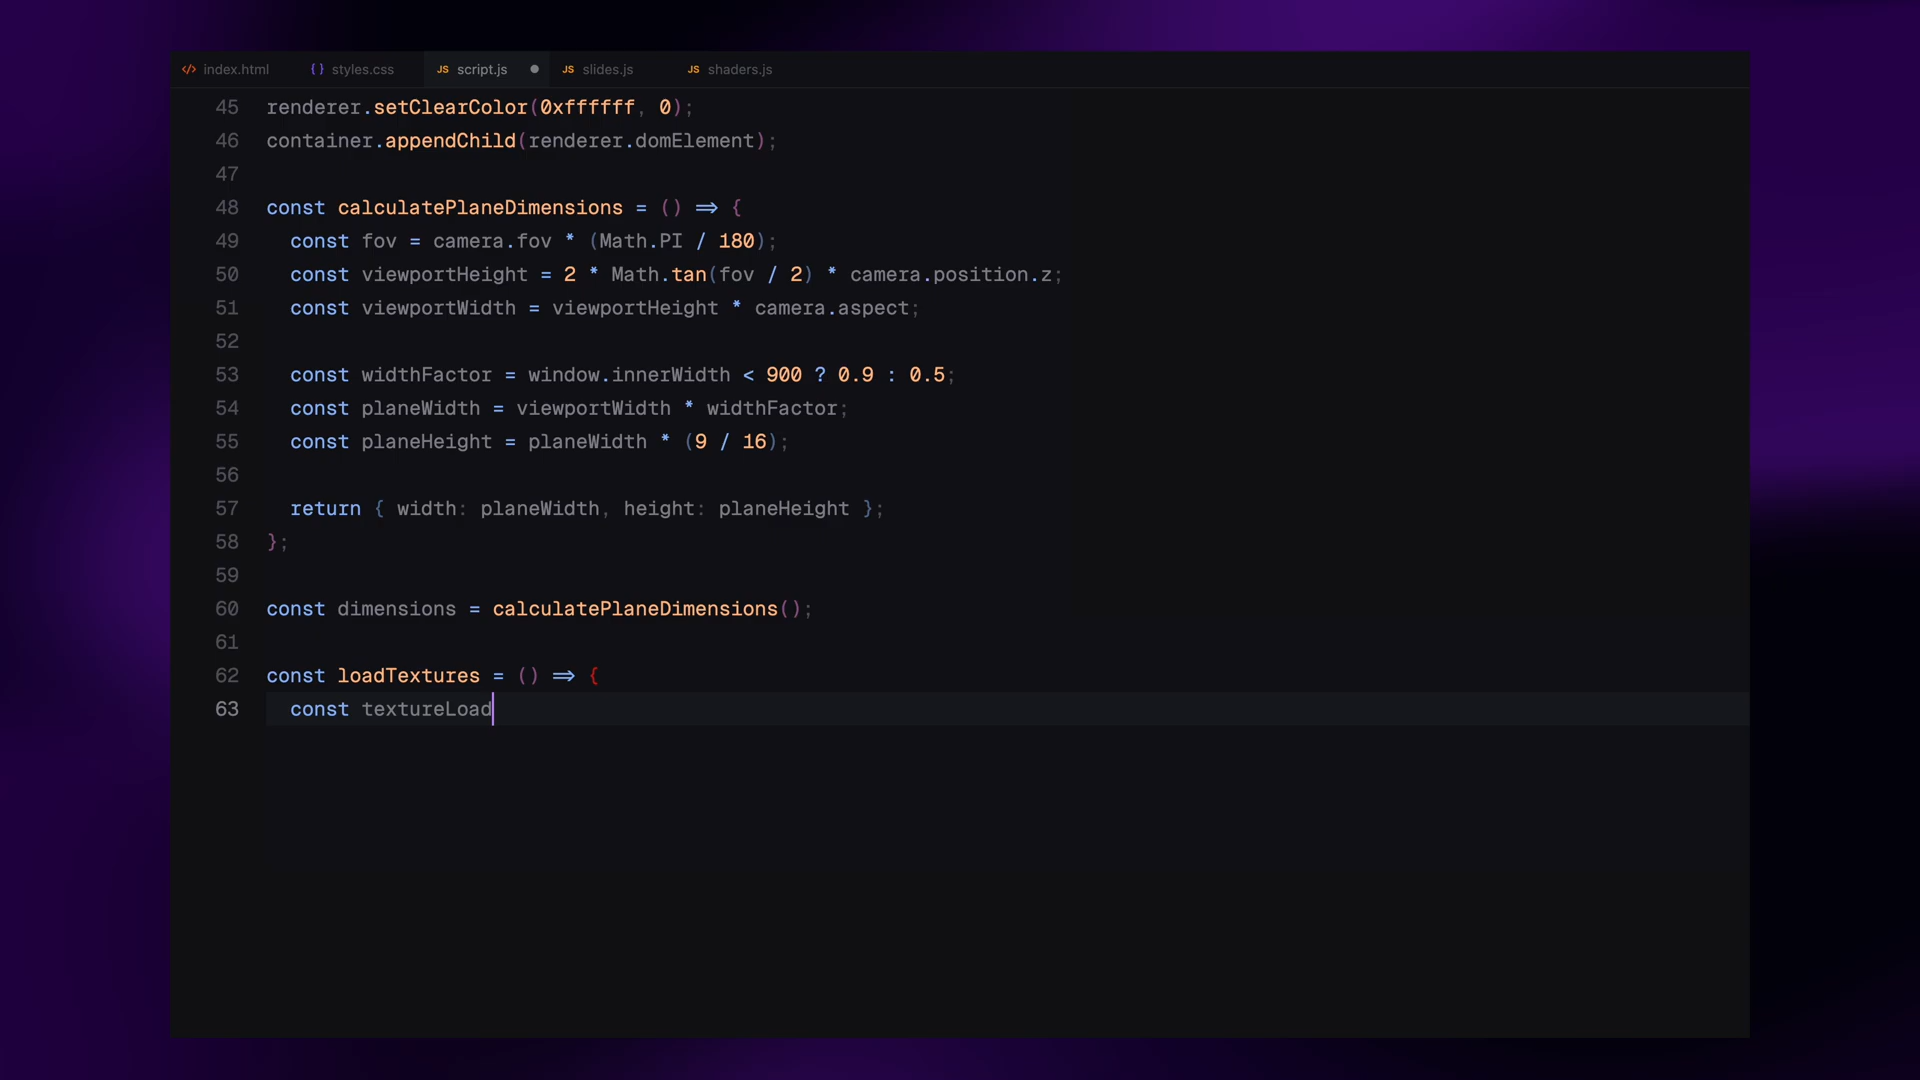 index.html styles.css JS script.js JS slides.js JS shaders.js
45 renderer.setClearColor(0xffffff, 0);
46 container.appendChild(renderer.domElement);
47
48 const calculatePlaneDimensions = () => {
49 const fov = camera.fov * (Math.PI / 180);
50 const viewportHeight = 2 * Math.tan(fov / 2) * camera.position.z;
51 const viewportWidth = viewportHeight * camera.aspect;
52
53 const widthFactor = window.innerWidth < 900 ? 0.9 : 0.5;
54 const planeWidth = viewportWidth * widthFactor;
55 const planeHeight = planeWidth * (9 / 16);
56
57 return { width: planeWidth, height: planeHeight };
58 };
59
60 const dimensions = calculatePlaneDimensions();
61
62 const loadTextures = () => {
63 const textureLoad